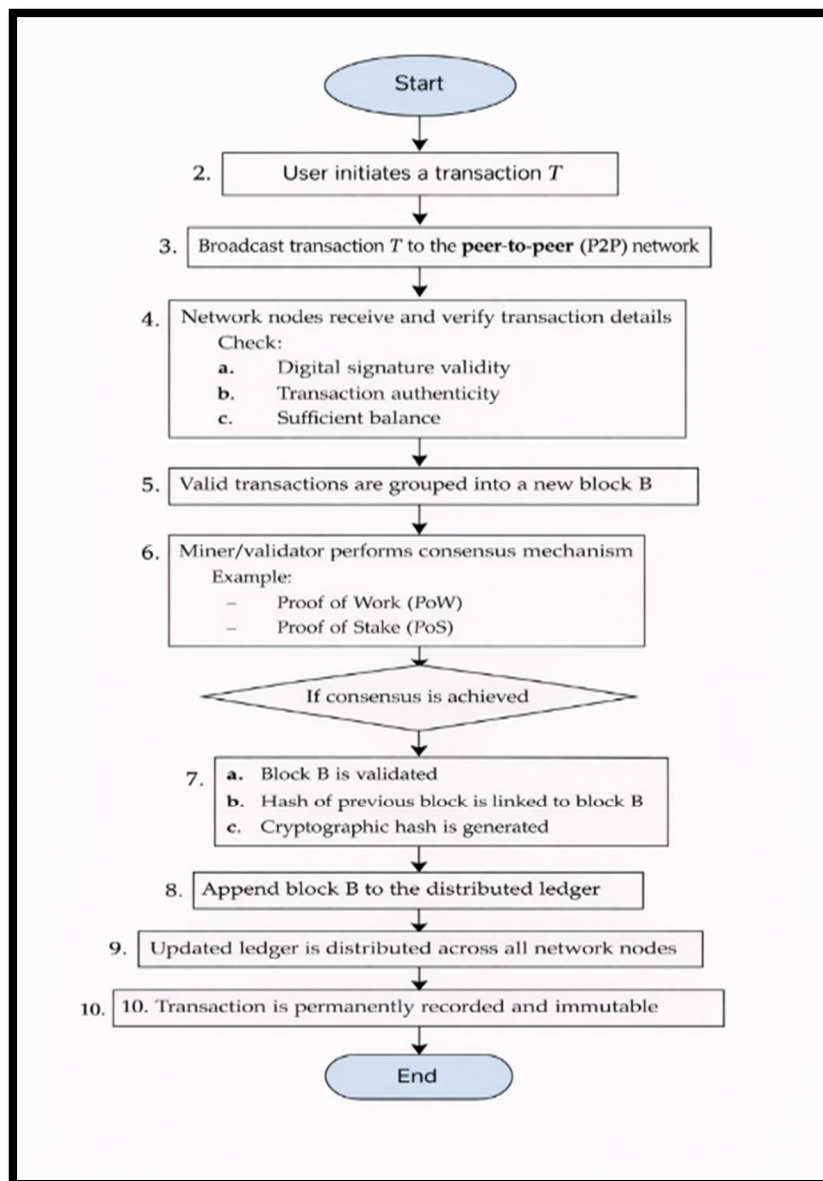 Start
2. User initiates a transaction T
3. Broadcast transaction T to the peer-to-peer (P2P) network
4. Network nodes receive and verify transaction details
Check:
a. Digital signature validity
b. Transaction authenticity
c. Sufficient balance
5. Valid transactions are grouped into a new block B
6. Miner/validator performs consensus mechanism
Example:
– Proof of Work (PoW)
– Proof of Stake (PoS)
If consensus is achieved
7. a. Block B is validated
b. Hash of previous block is linked to block B
c. Cryptographic hash is generated
8. Append block B to the distributed ledger
9. Updated ledger is distributed across all network nodes
10. 10. Transaction is permanently recorded and immutable
End